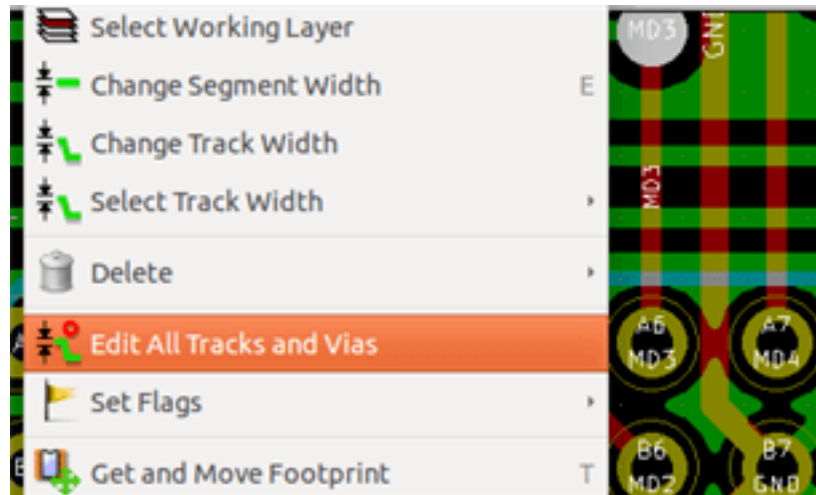 Select Working Layer
Change Segment Width E
Change Track Width
Select Track Width
Delete
Edit All Tracks and Vias
Set Flags
Get and Move Footprint T
MD3
GND
MD3
A6
MD3
A7
MD4
B6
MD2
B7
GND